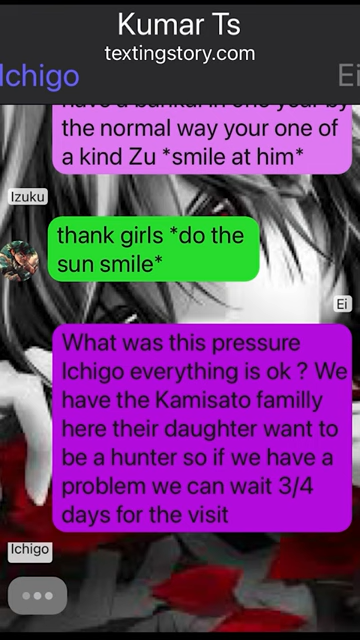 Kumar Ts
textingstory.com
Ichigo
Ei
have a bankai in one year by
the normal way your one of
a kind Zu *smile at him*
Izuku
thank girls *do the
sun smile*
Ei
What was this pressure
Ichigo everything is ok ? We
have the Kamisato familly
here their daughter want to
be a hunter so if we have a
problem we can wait 3/4
days for the visit
Ichigo